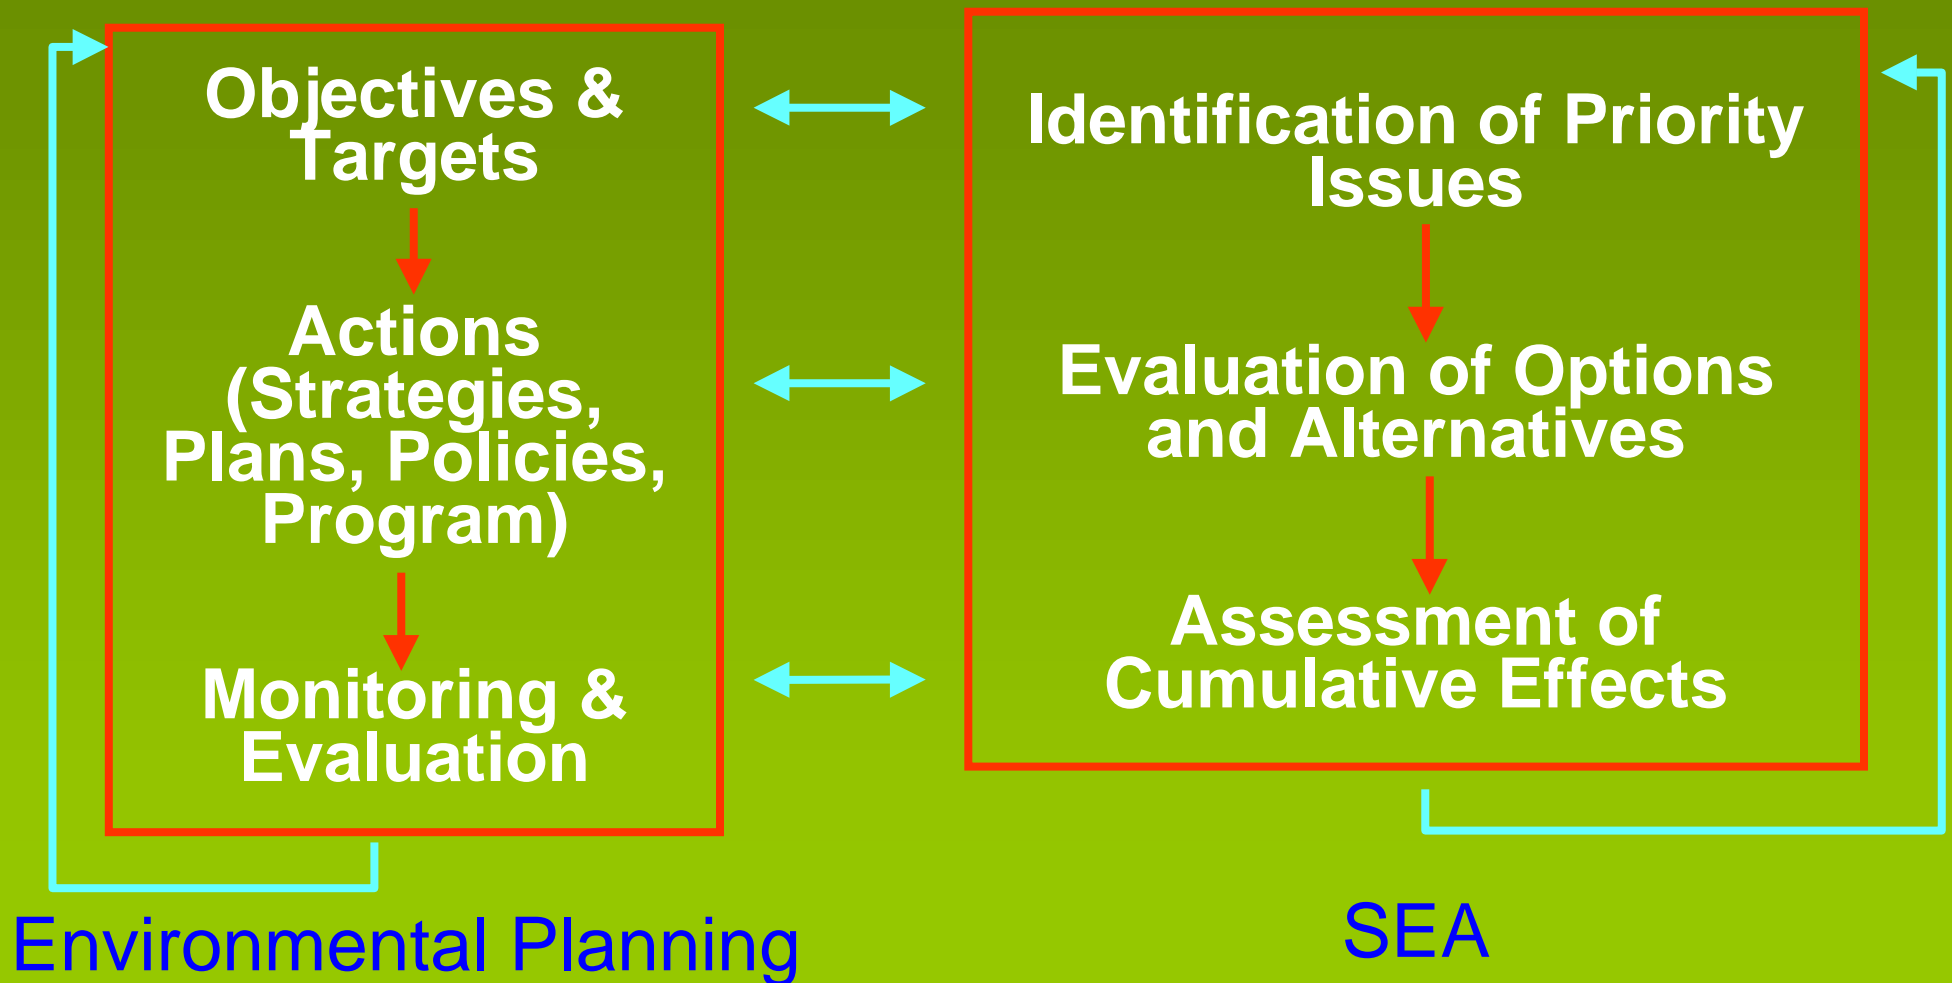 Objectives &
Targets
Actions
(Strategies,
Plans, Policies,
Program)
Monitoring &
Evaluation
Environmental Planning
Identification of Priority
Issues
Evaluation of Options
and Alternatives
Assessment of
Cumulative Effects
SEA